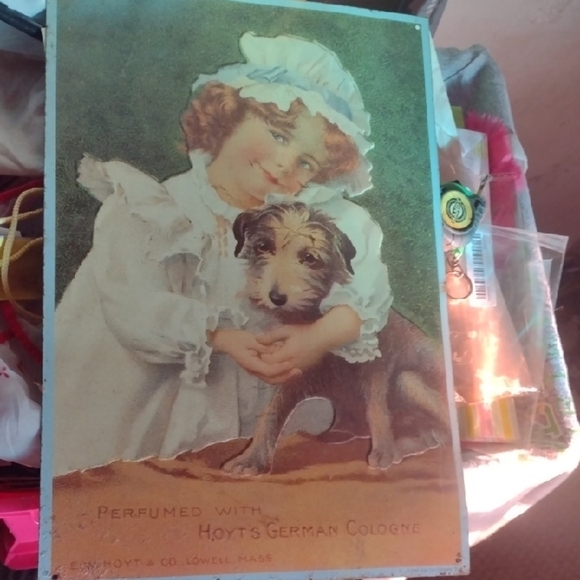 PERFUMED WITH
HOYT'S GERMAN COLOGNE
E.W. HOYT & CO. LOWELL, MASS.